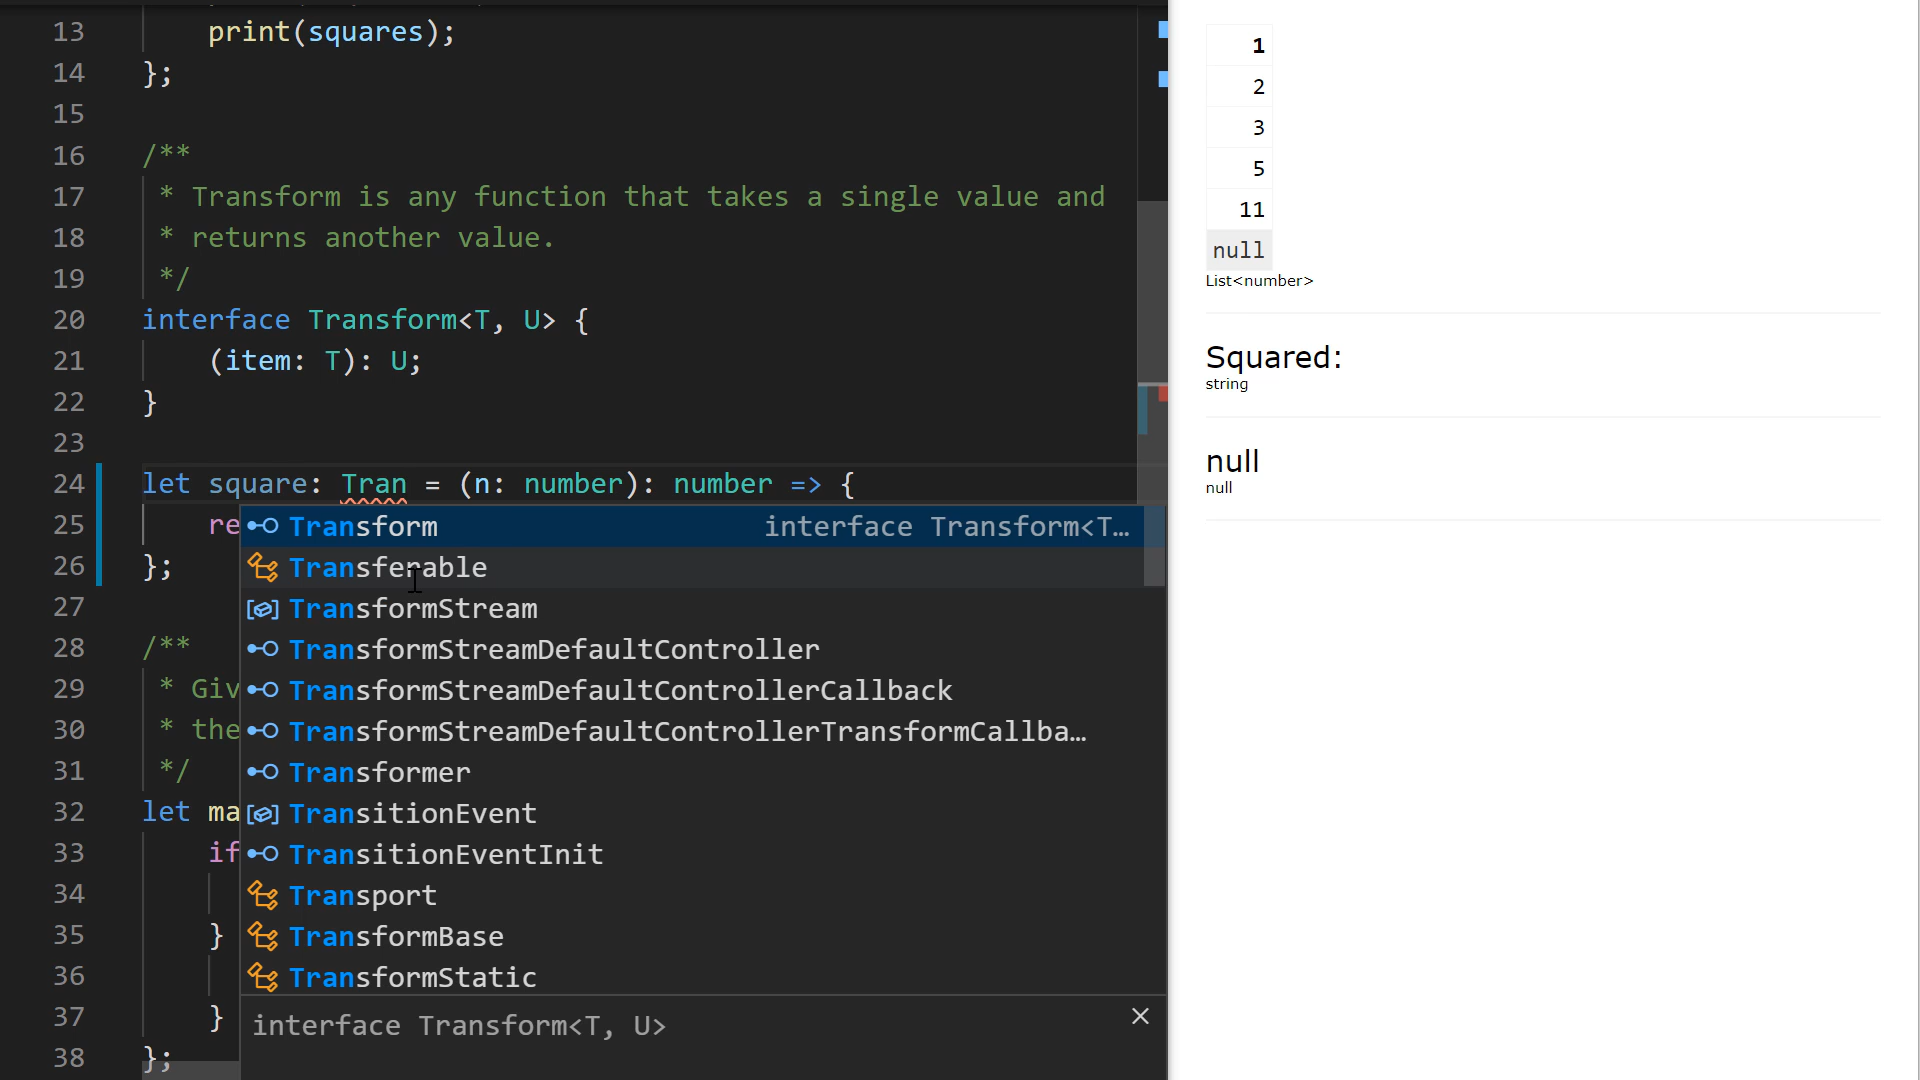 13 print(squares);
14 };
15
16 /**
17 * Transform is any function that takes a single value and
18 * returns another value.
19 */
20 interface Transform<T, U> {
21 (item: T): U;
22 }
23
24 let square: Tran = (n: number): number => {
25 re
26 };
27
28 /**
29 * Giv
30 * the
31 */
32 let ma
33 if
34
35 }
36
37 }
38 };
Transform interface Transform<T…
Transferable
TransformStream
TransformStreamDefaultController
TransformStreamDefaultControllerCallback
TransformStreamDefaultControllerTransformCallba…
Transformer
TransitionEvent
TransitionEventInit
Transport
TransformBase
TransformStatic
interface Transform<T, U>
1
2
3
5
11
null
List<number>
Squared:
string
null
null